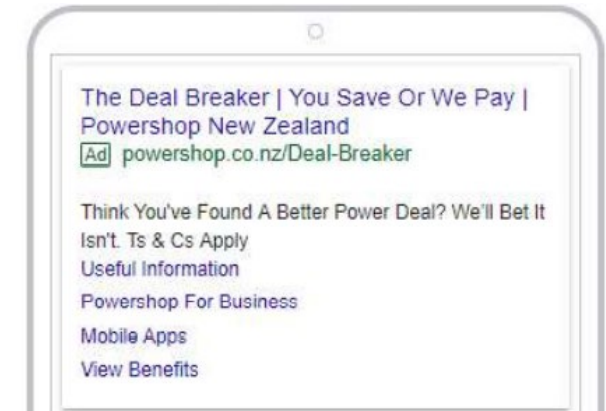 The Deal Breaker | You Save Or We Pay |
Powershop New Zealand
Ad powershop.co.nz/Deal-Breaker
Think You've Found A Better Power Deal? We'll Bet It
Isn't. Ts & Cs Apply
Useful Information
Powershop For Business
Mobile Apps
View Benefits